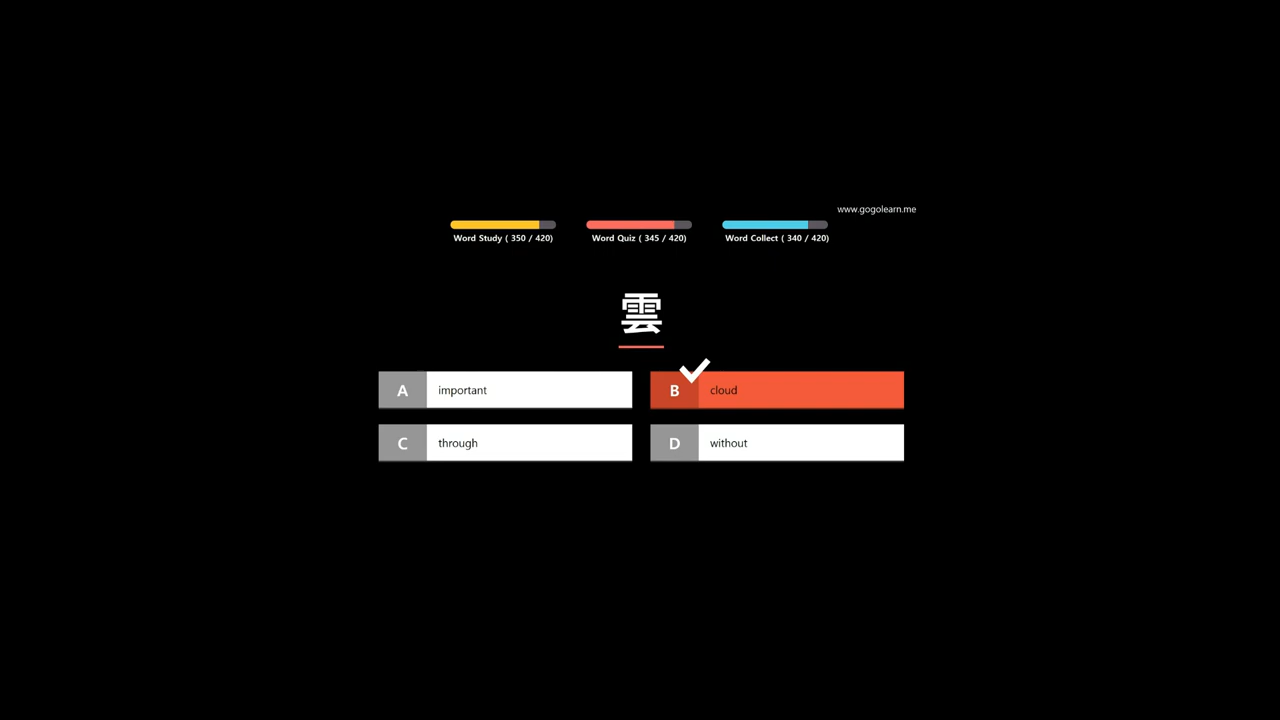 www.gogolearn.me
Word Study ( 350 / 420)
Word Quiz ( 345 / 420)
Word Collect ( 340 / 420)
雲
A important
B cloud
C through
D without